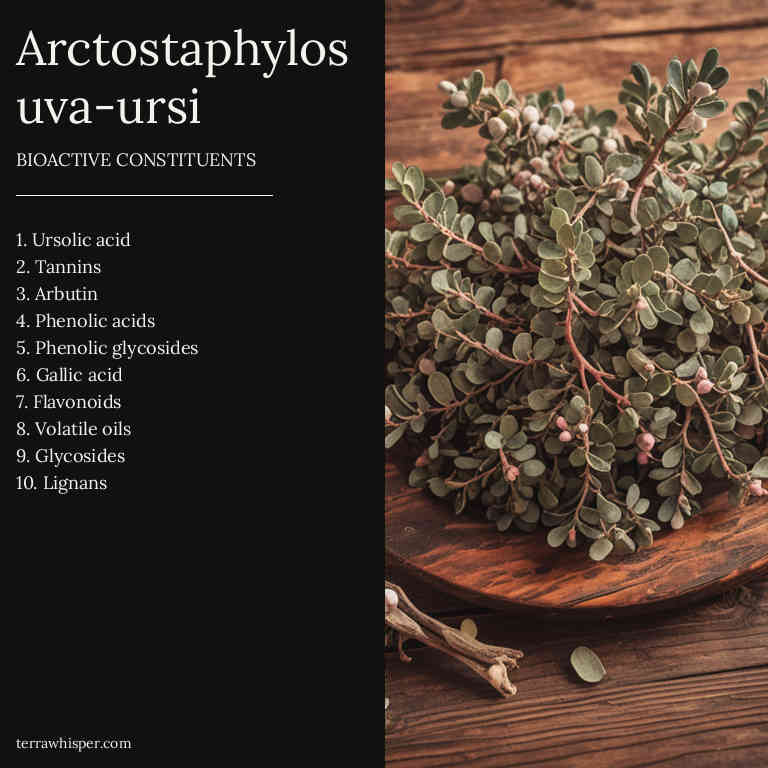 Arctostaphylos
uva-ursi
BIOACTIVE CONSTITUENTS
1. Ursolic acid
2. Tannins
3. Arbutin
4. Phenolic acids
5. Phenolic glycosides
6. Gallic acid
7. Flavonoids
8. Volatile oils
9. Glycosides
10. Lignans
terrawhisper.com